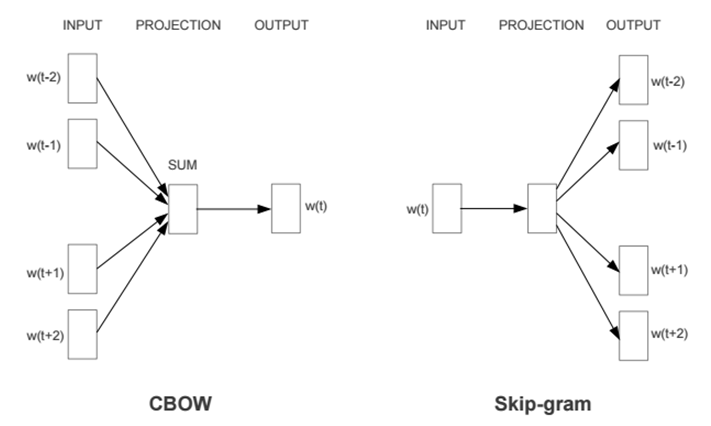 INPUT PROJECTION OUTPUT
w(t-2)
w(t-1)
SUM
w(t)
w(t+1)
w(t+2)
CBOW
INPUT PROJECTION OUTPUT
w(t-2)
w(t-1)
w(t)
w(t+1)
w(t+2)
Skip-gram